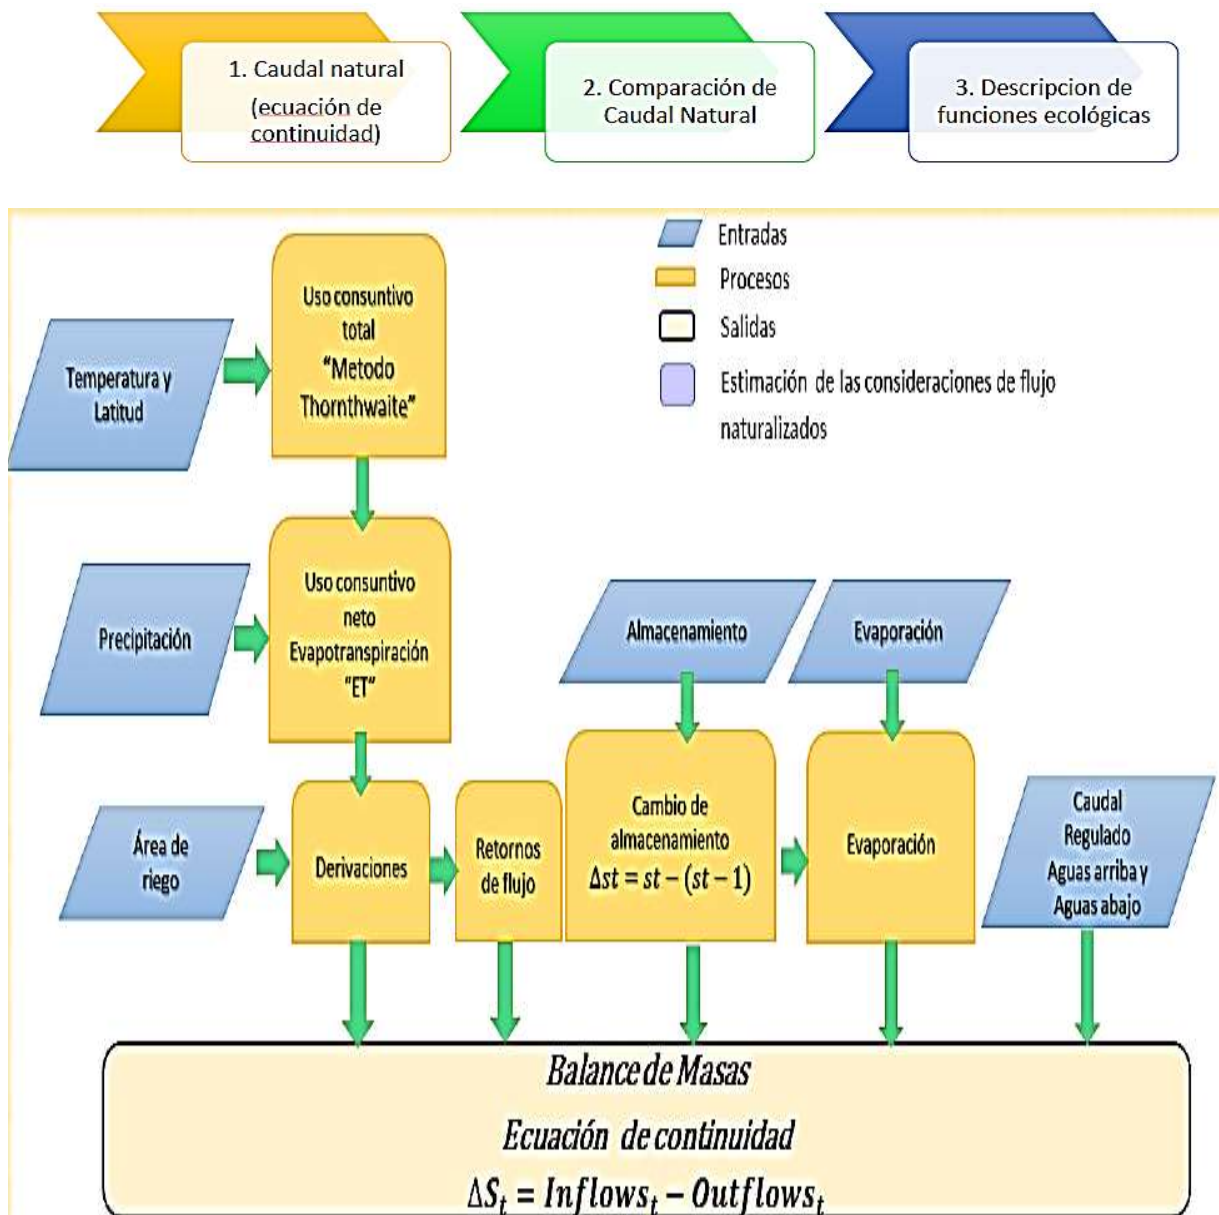 1. Caudal natural
(ecuación de
continuidad)
2. Comparación de
Caudal Natural
3. Descripcion de
funciones ecológicas
Entradas
Procesos
Salidas
Estimación de las consideraciones de flujo
naturalizados
Uso consuntivo
total
"Metodo
Thornthwaite"
Temperatura y
Latitud
Uso consuntivo
neto
Evapotranspiración
"ET"
Precipitación
Almacenamiento
Evaporación
Área de
riego
Derivaciones
Retornos
de flujo
Cambio de
almacenamiento
Δst = st − (st − 1)
Evaporación
Caudal
Regulado
Aguas arriba y
Aguas abajo
Balance de Masas
Ecuación de continuidad
ΔSₜ = Inflowsₜ − Outflowsₜ